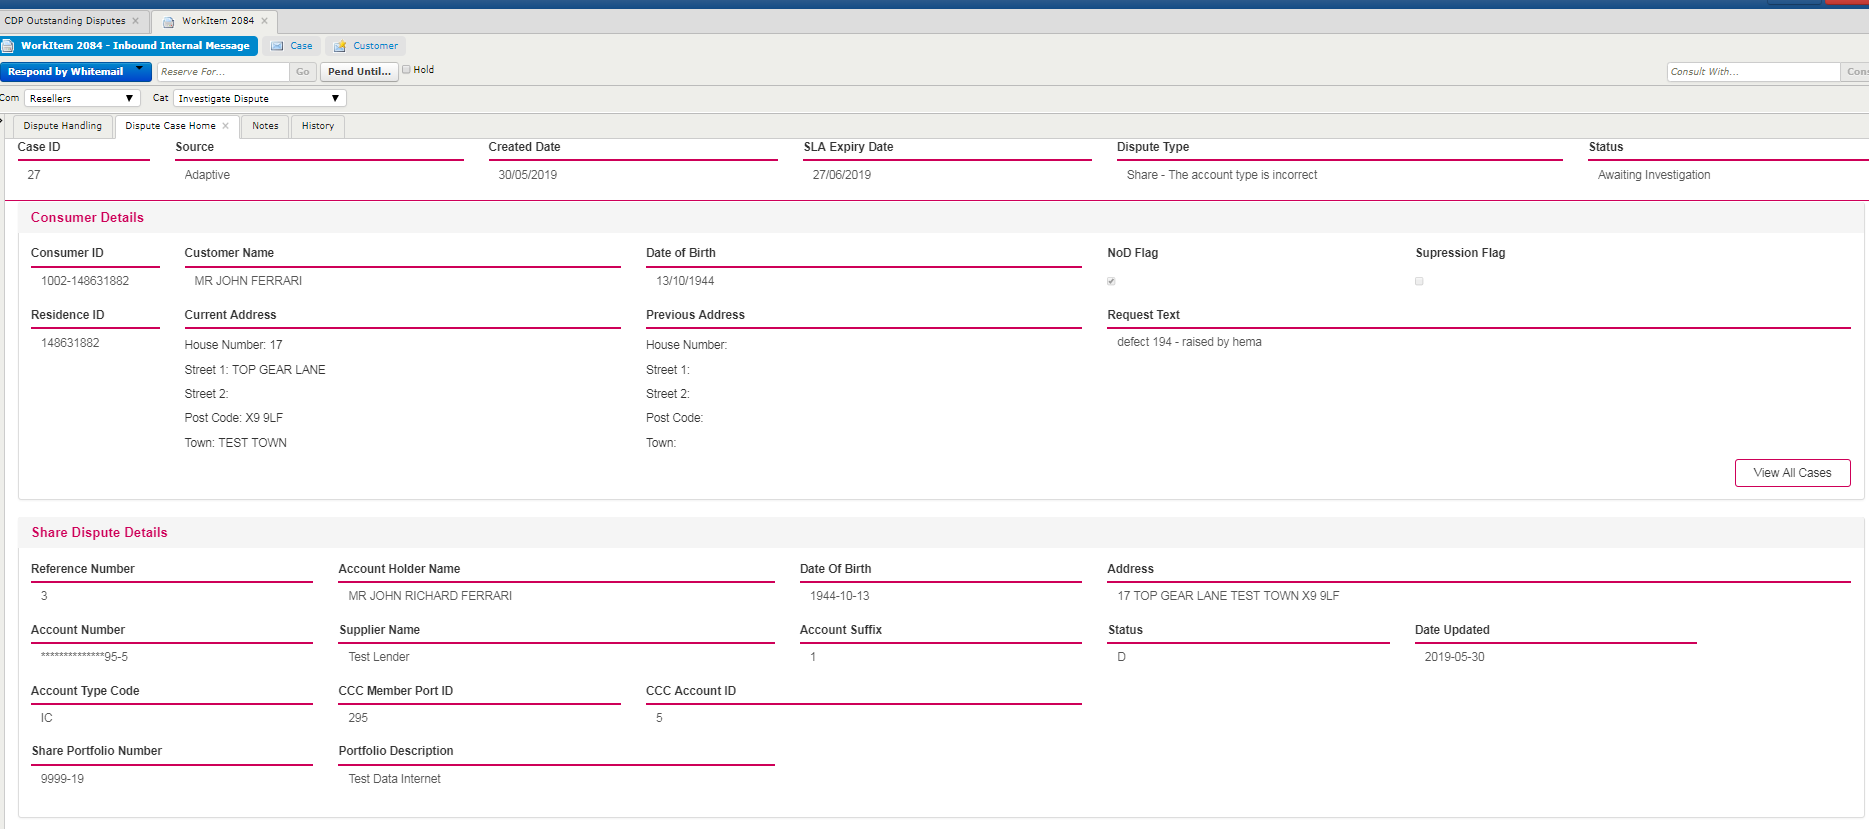 CDP Outstanding Disputes × WorkItem 2084 ×
WorkItem 2084 - Inbound Internal Message Case Customer
Respond by Whitemail Reserve For... Go Pend Until... Hold Consult With... Cons
Com Resellers Cat Investigate Dispute
Dispute Handling Dispute Case Home × Notes History
Case ID Source Created Date SLA Expiry Date Dispute Type Status
27 Adaptive 30/05/2019 27/06/2019 Share - The account type is incorrect Awaiting Investigation
Consumer Details
Consumer ID Customer Name Date of Birth NoD Flag Supression Flag
1002-148631882 MR JOHN FERRARI 13/10/1944
Residence ID Current Address Previous Address Request Text
148631882 House Number: 17 House Number: defect 194 - raised by hema
Street 1: TOP GEAR LANE Street 1:
Street 2: Street 2:
Post Code: X9 9LF Post Code:
Town: TEST TOWN Town:
View All Cases
Share Dispute Details
Reference Number Account Holder Name Date Of Birth Address
3 MR JOHN RICHARD FERRARI 1944-10-13 17 TOP GEAR LANE TEST TOWN X9 9LF
Account Number Supplier Name Account Suffix Status Date Updated
**************95-5 Test Lender 1 D 2019-05-30
Account Type Code CCC Member Port ID CCC Account ID
IC 295 5
Share Portfolio Number Portfolio Description
9999-19 Test Data Internet